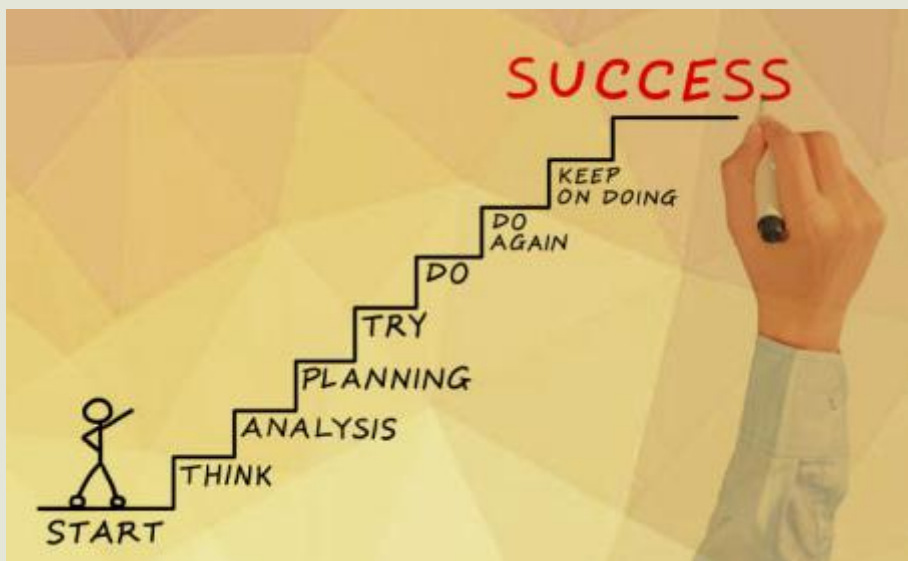 SUCCESS
KEEP
ON DOING
DO
AGAIN
DO
TRY
PLANNING
ANALYSIS
THINK
START